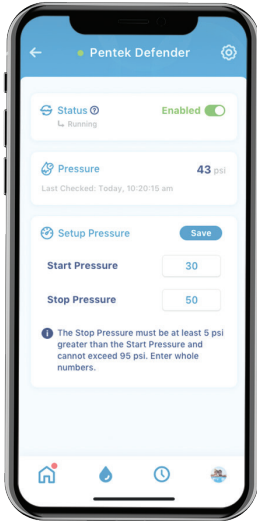 Pentek Defender
Status ?
Enabled
Running
Pressure
43 psi
Last Checked: Today, 10:20:15 am
Setup Pressure
Save
Start Pressure
30
Stop Pressure
50
i The Stop Pressure must be at least 5 psi
greater than the Start Pressure and
cannot exceed 95 psi. Enter whole
numbers.